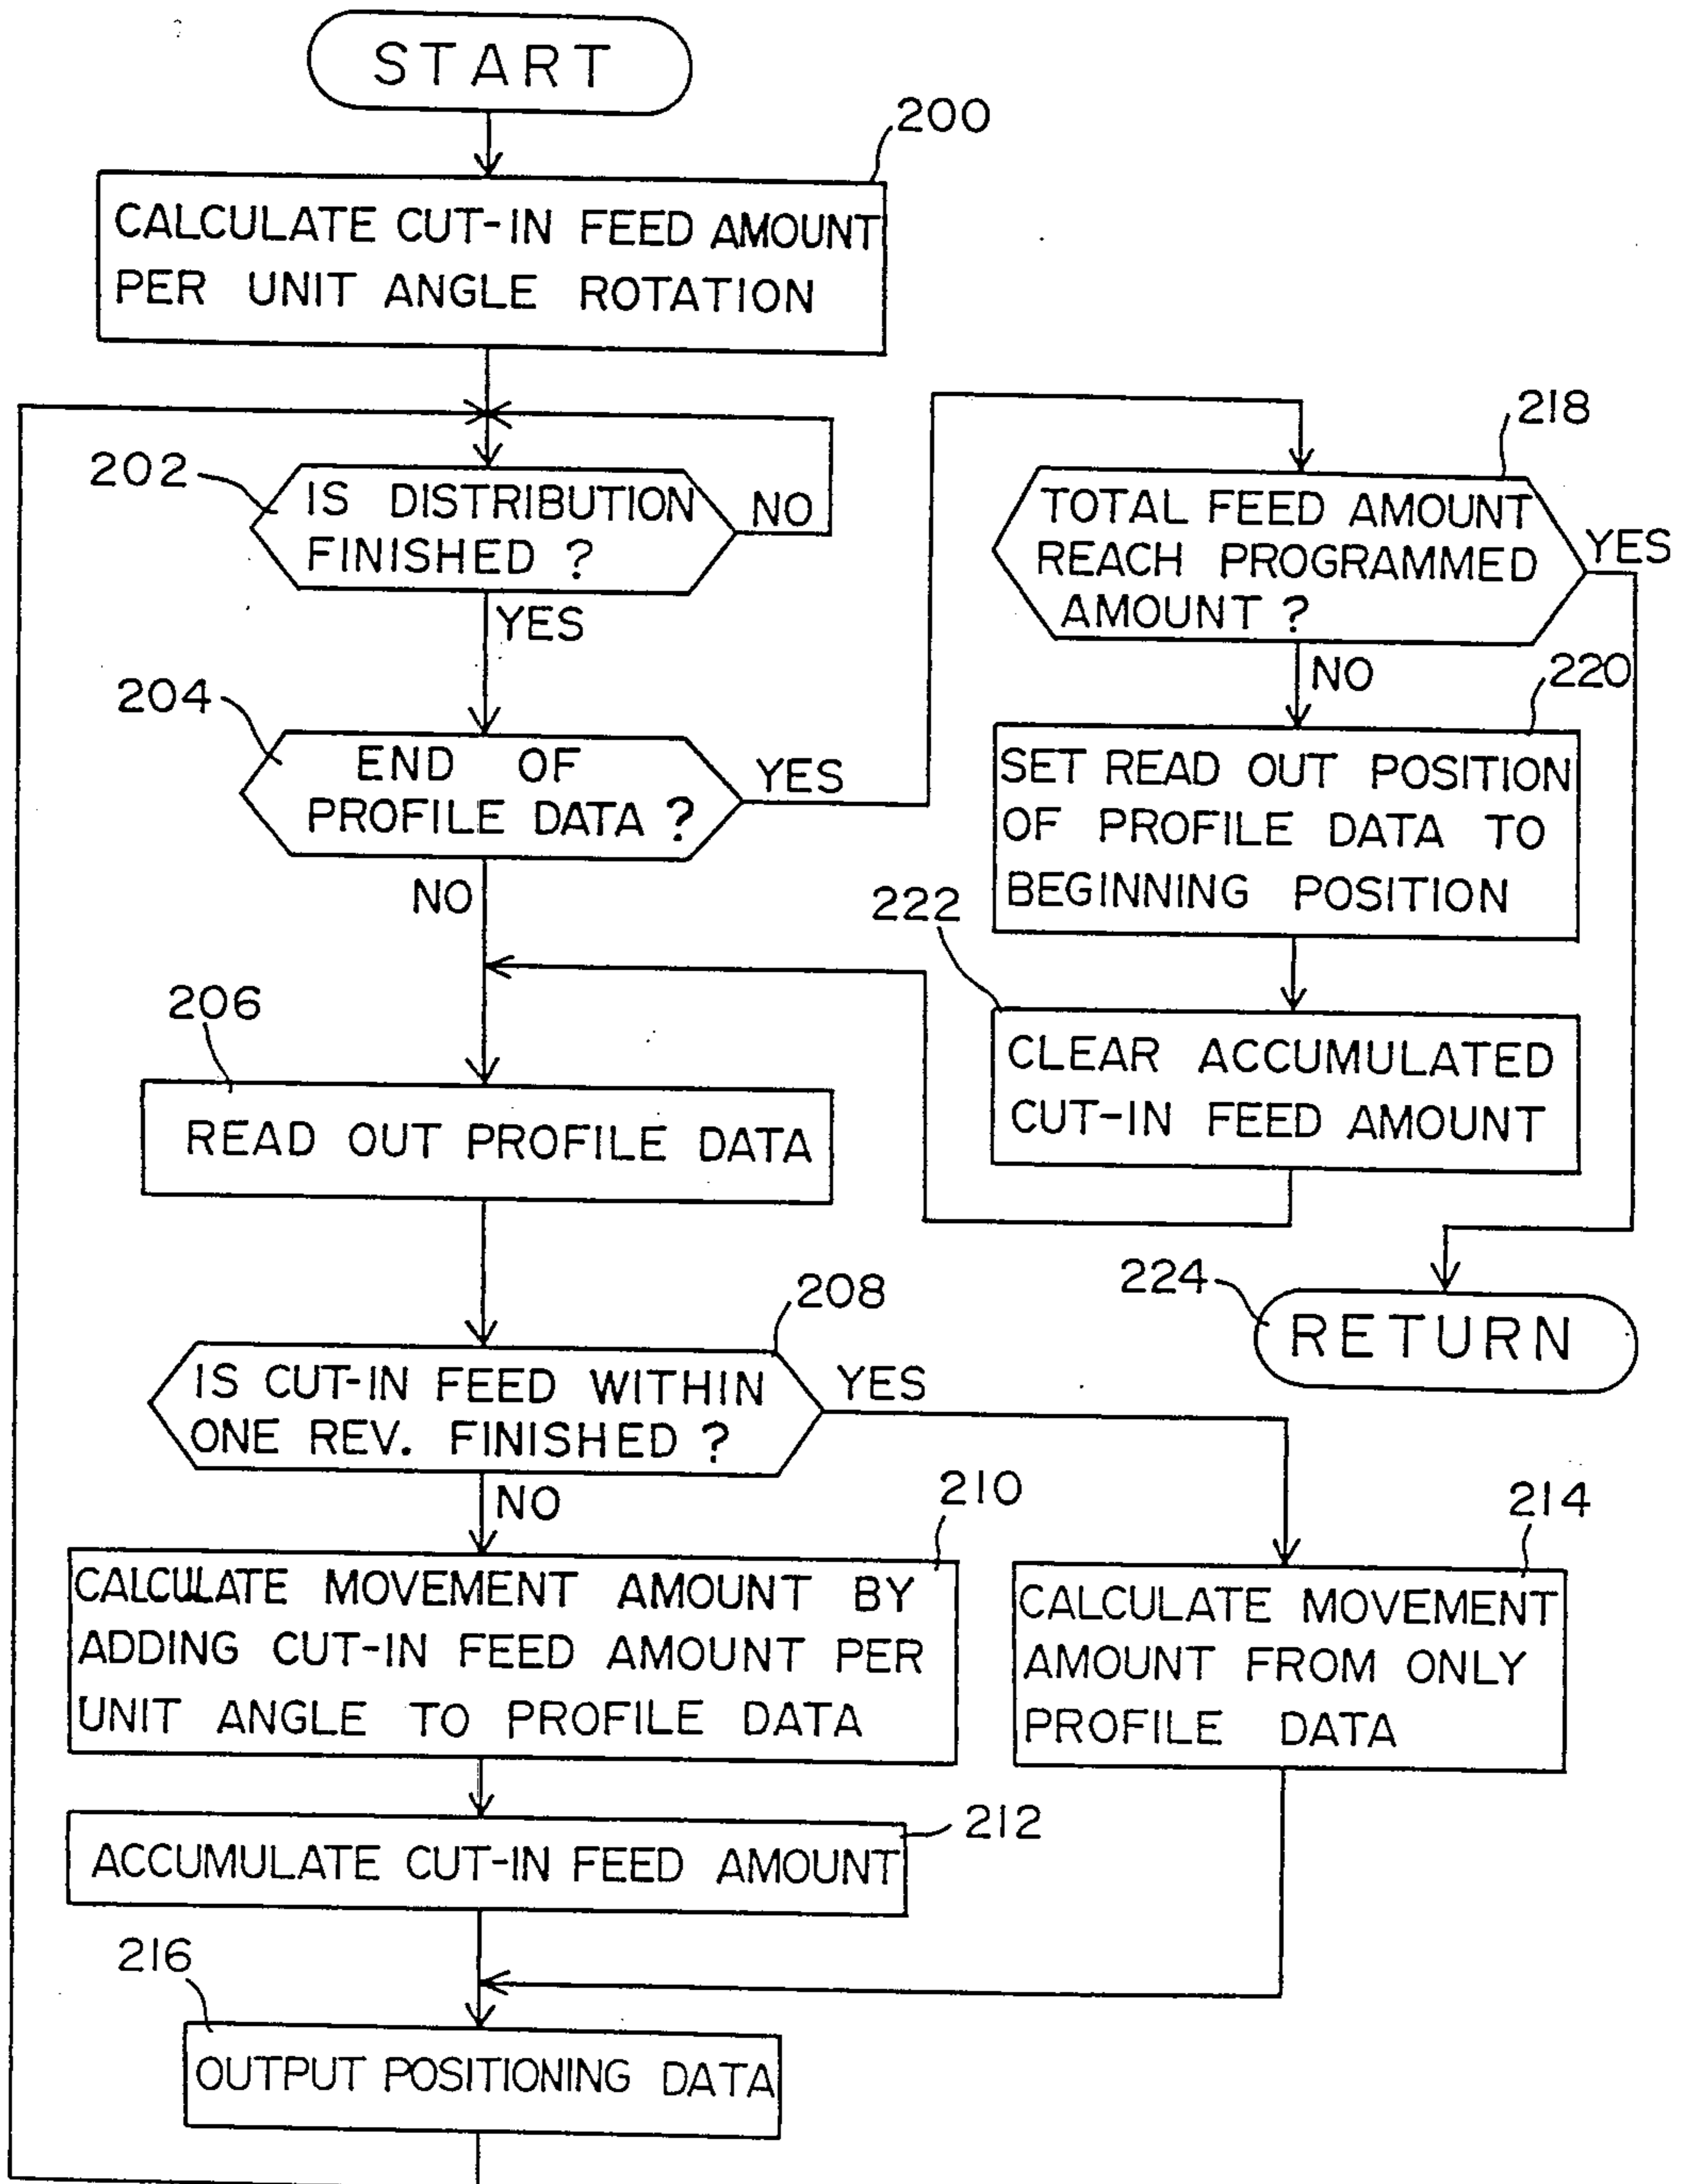 START
200
CALCULATE CUT-IN FEED AMOUNT
PER UNIT ANGLE ROTATION
202
IS DISTRIBUTION
FINISHED ?
NO
YES
204
END OF
PROFILE DATA ?
YES
NO
218
TOTAL FEED AMOUNT
REACH PROGRAMMED
AMOUNT ?
YES
NO
220
SET READ OUT POSITION
OF PROFILE DATA TO
BEGINNING POSITION
222
CLEAR ACCUMULATED
CUT-IN FEED AMOUNT
224
RETURN
206
READ OUT PROFILE DATA
208
IS CUT-IN FEED WITHIN
ONE REV. FINISHED ?
YES
NO
210
CALCULATE MOVEMENT AMOUNT BY
ADDING CUT-IN FEED AMOUNT PER
UNIT ANGLE TO PROFILE DATA
214
CALCULATE MOVEMENT
AMOUNT FROM ONLY
PROFILE DATA
212
ACCUMULATE CUT-IN FEED AMOUNT
216
OUTPUT POSITIONING DATA